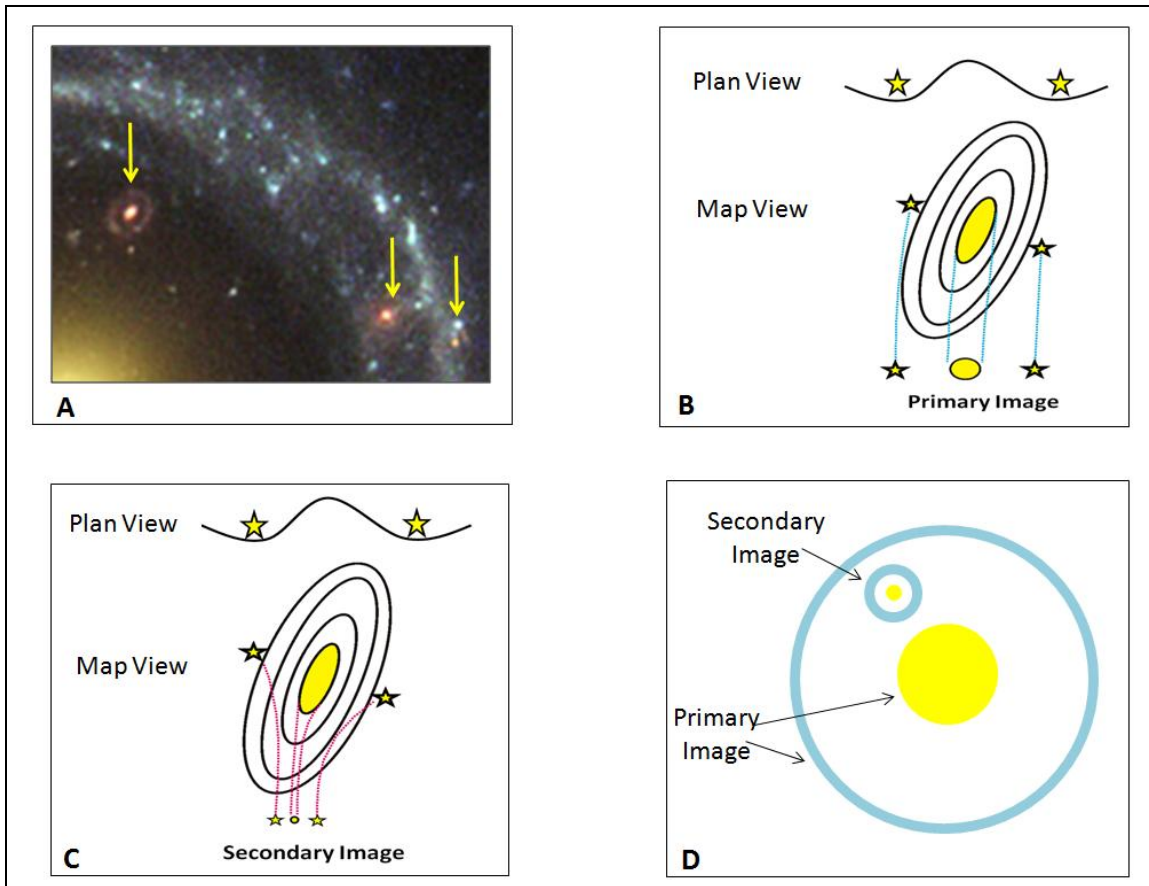 A
Plan View
Map View
Primary Image
B
Plan View
Map View
Secondary Image
C
Secondary
Image
Primary
Image
D